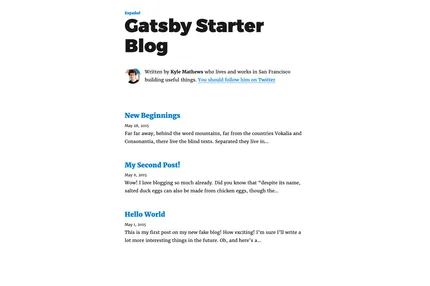 Español
Gatsby Starter
Blog
Written by Kyle Mathews who lives and works in San Francisco
building useful things. You should follow him on Twitter
New Beginnings
May 28, 2015
Far far away, behind the word mountains, far from the countries Vokalia and
Consonantia, there live the blind texts. Separated they live in…
My Second Post!
May 6, 2015
Wow! I love blogging so much already. Did you know that “despite its name,
salted duck eggs can also be made from chicken eggs, though the…
Hello World
May 1, 2015
This is my first post on my new fake blog! How exciting! I’m sure I’ll write a
lot more interesting things in the future. Oh, and here’s a…